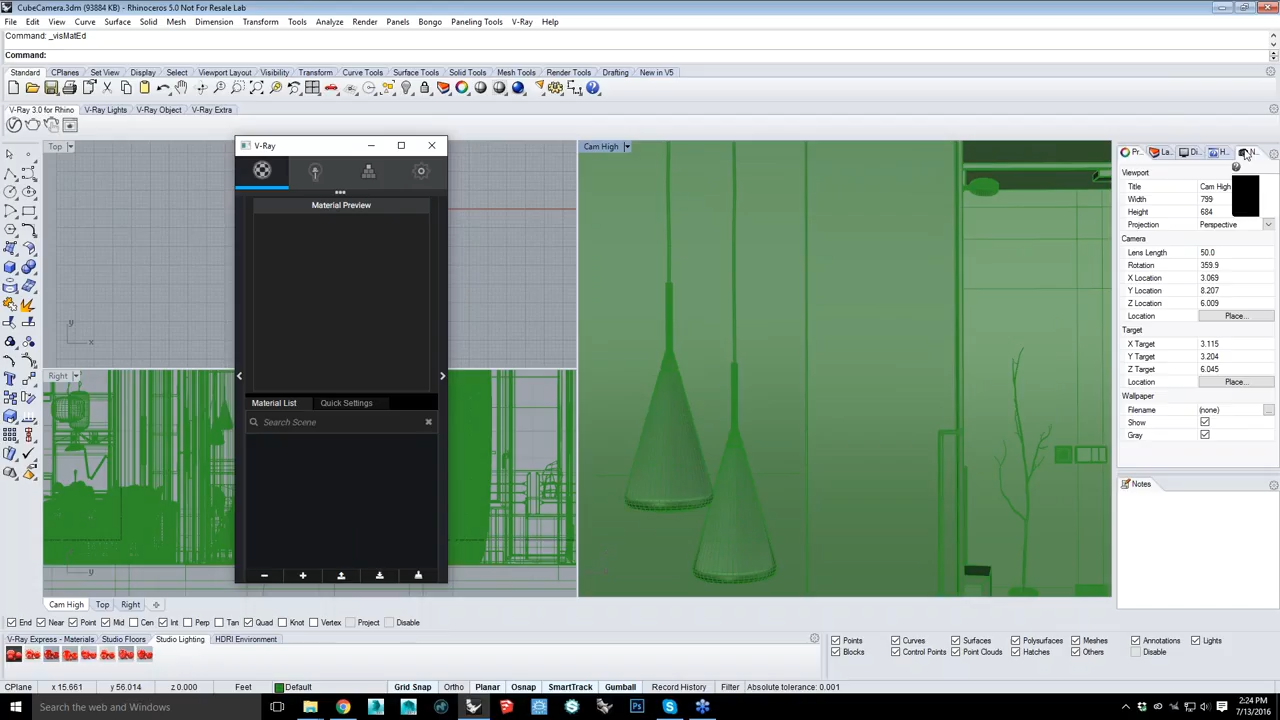 CubeCamera.3dm (93884 KB) - Rhinoceros 5.0 Not For Resale Lab
File Edit View Curve Surface Solid Mesh Dimension Transform Tools Analyze Render Panels Bongo Paneling Tools V-Ray Help
Command: _visMatEd
Command:
Standard CPlanes Set View Display Select Viewport Layout Visibility Transform Curve Tools Surface Tools Solid Tools Mesh Tools Render Tools Drafting New in V5
V-Ray 3.0 for Rhino V-Ray Lights V-Ray Object V-Ray Extra
Top
V-Ray
Material Preview
Material List Quick Settings
Search Scene
Cam High
Right
y
x
y
Pr.. La... Di... H... N...
Viewport
Title Cam High
Width 799
Height 684
Projection Perspective
Camera
Lens Length 50.0
Rotation 359.9
X Location 3.069
Y Location 8.207
Z Location 6.009
Location Place...
Target
X Target 3.115
Y Target 3.204
Z Target 6.045
Location Place...
Wallpaper
Filename (none) ...
Show
Gray
Notes
Cam High Top Right
End Near Point Mid Cen Int Perp Tan Quad Knot Vertex Project Disable
V-Ray Express - Materials Studio Floors Studio Lighting HDRI Environment
Points Curves Surfaces Polysurfaces Meshes Annotations Lights
Blocks Control Points Point Clouds Hatches Others Disable
CPlane x 15.661 y 56.014 z 0.000 Feet Default Grid Snap Ortho Planar Osnap SmartTrack Gumball Record History Filter Absolute tolerance: 0.001
Search the web and Windows
2:24 PM
7/13/2016